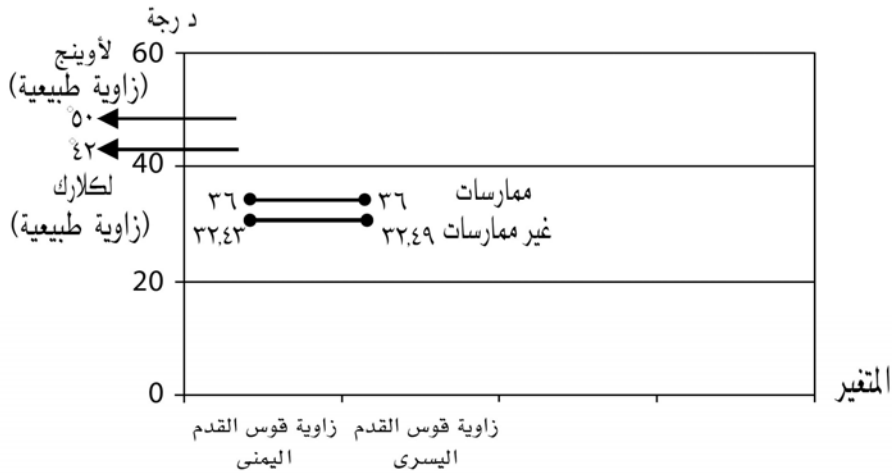 درجة
60
لأوينج
(زاوية طبيعية)
٥٠°
٤٢°
40
لكلارك
(زاوية طبيعية)
ممارسات ٣٦ ٣٦
غير ممارسات ٣٢,٤٩ ٣٢,٤٣
20
0
المتغير
زاوية قوس القدم اليمنى
زاوية قوس القدم اليسرى